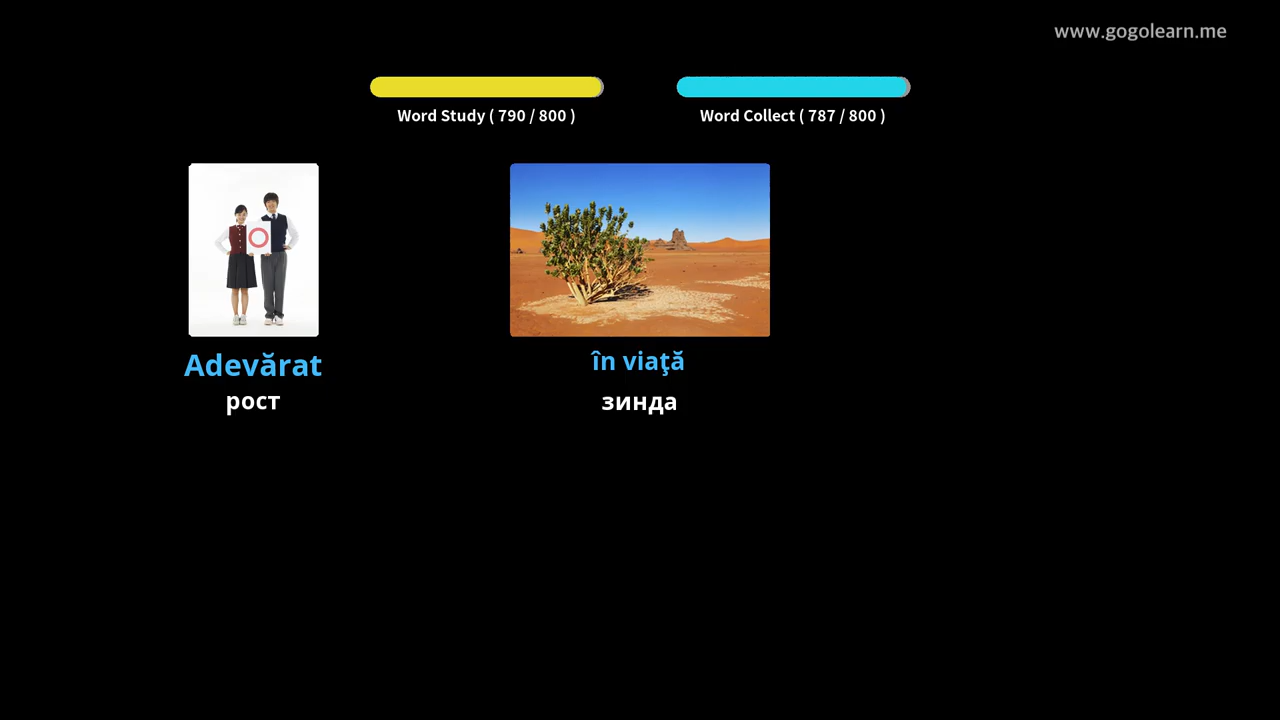 www.gogolearn.me
Word Study ( 790 / 800 )
Word Collect ( 787 / 800 )
Adevărat
рост
în viaţă
зинда